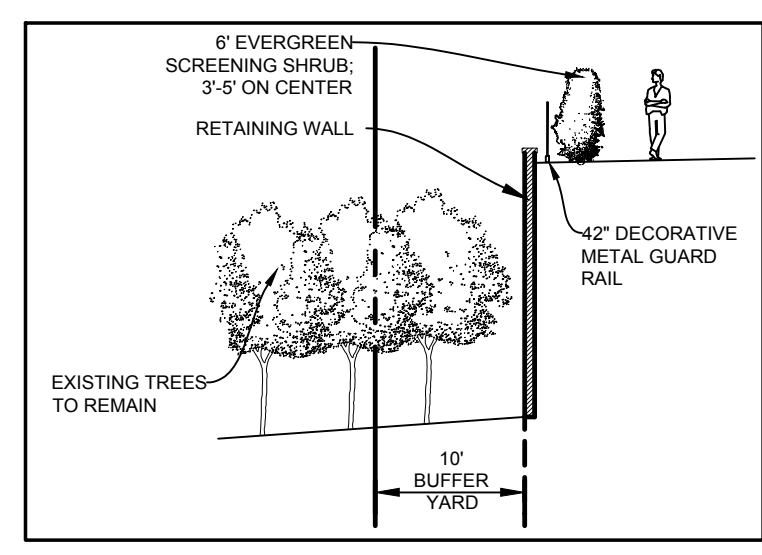 6' EVERGREEN
SCREENING SHRUB;
3'-5' ON CENTER
RETAINING WALL
42" DECORATIVE
METAL GUARD
RAIL
EXISTING TREES
TO REMAIN
10'
BUFFER
YARD